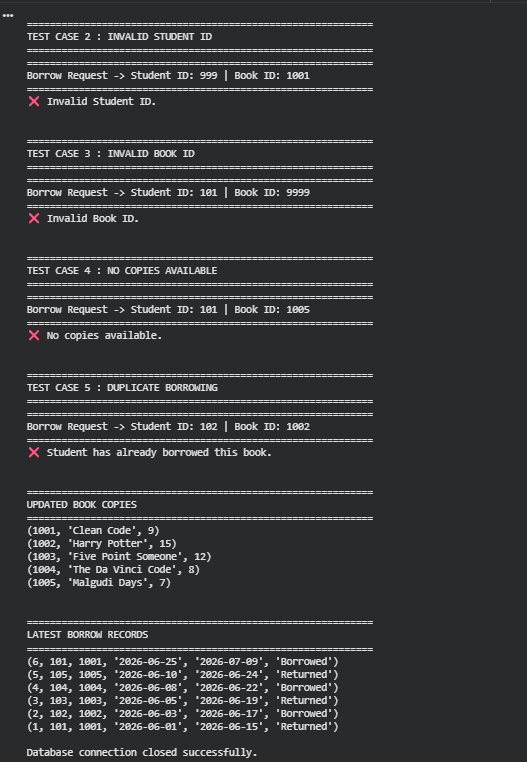 ============================================================
TEST CASE 2 : INVALID STUDENT ID
============================================================
============================================================
Borrow Request -> Student ID: 999 | Book ID: 1001
============================================================
❌ Invalid Student ID.
============================================================
TEST CASE 3 : INVALID BOOK ID
============================================================
============================================================
Borrow Request -> Student ID: 101 | Book ID: 9999
============================================================
❌ Invalid Book ID.
============================================================
TEST CASE 4 : NO COPIES AVAILABLE
============================================================
============================================================
Borrow Request -> Student ID: 101 | Book ID: 1005
============================================================
❌ No copies available.
============================================================
TEST CASE 5 : DUPLICATE BORROWING
============================================================
============================================================
Borrow Request -> Student ID: 102 | Book ID: 1002
============================================================
❌ Student has already borrowed this book.
============================================================
UPDATED BOOK COPIES
============================================================
(1001, 'Clean Code', 9)
(1002, 'Harry Potter', 15)
(1003, 'Five Point Someone', 12)
(1004, 'The Da Vinci Code', 8)
(1005, 'Malgudi Days', 7)
============================================================
LATEST BORROW RECORDS
============================================================
(6, 101, 1001, '2026-06-25', '2026-07-09', 'Borrowed')
(5, 105, 1005, '2026-06-10', '2026-06-24', 'Returned')
(4, 104, 1004, '2026-06-08', '2026-06-22', 'Borrowed')
(3, 103, 1003, '2026-06-05', '2026-06-19', 'Returned')
(2, 102, 1002, '2026-06-03', '2026-06-17', 'Borrowed')
(1, 101, 1001, '2026-06-01', '2026-06-15', 'Returned')
Database connection closed successfully.